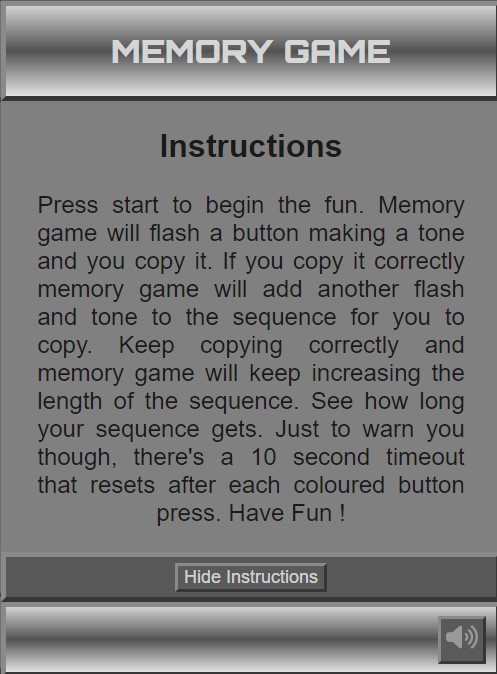 MEMORY GAME
Instructions
Press start to begin the fun. Memory
game will flash a button making a tone
and you copy it. If you copy it correctly
memory game will add another flash
and tone to the sequence for you to
copy. Keep copying correctly and
memory game will keep increasing the
length of the sequence. See how long
your sequence gets. Just to warn you
though, there's a 10 second timeout
that resets after each coloured button
press. Have Fun !
Hide Instructions